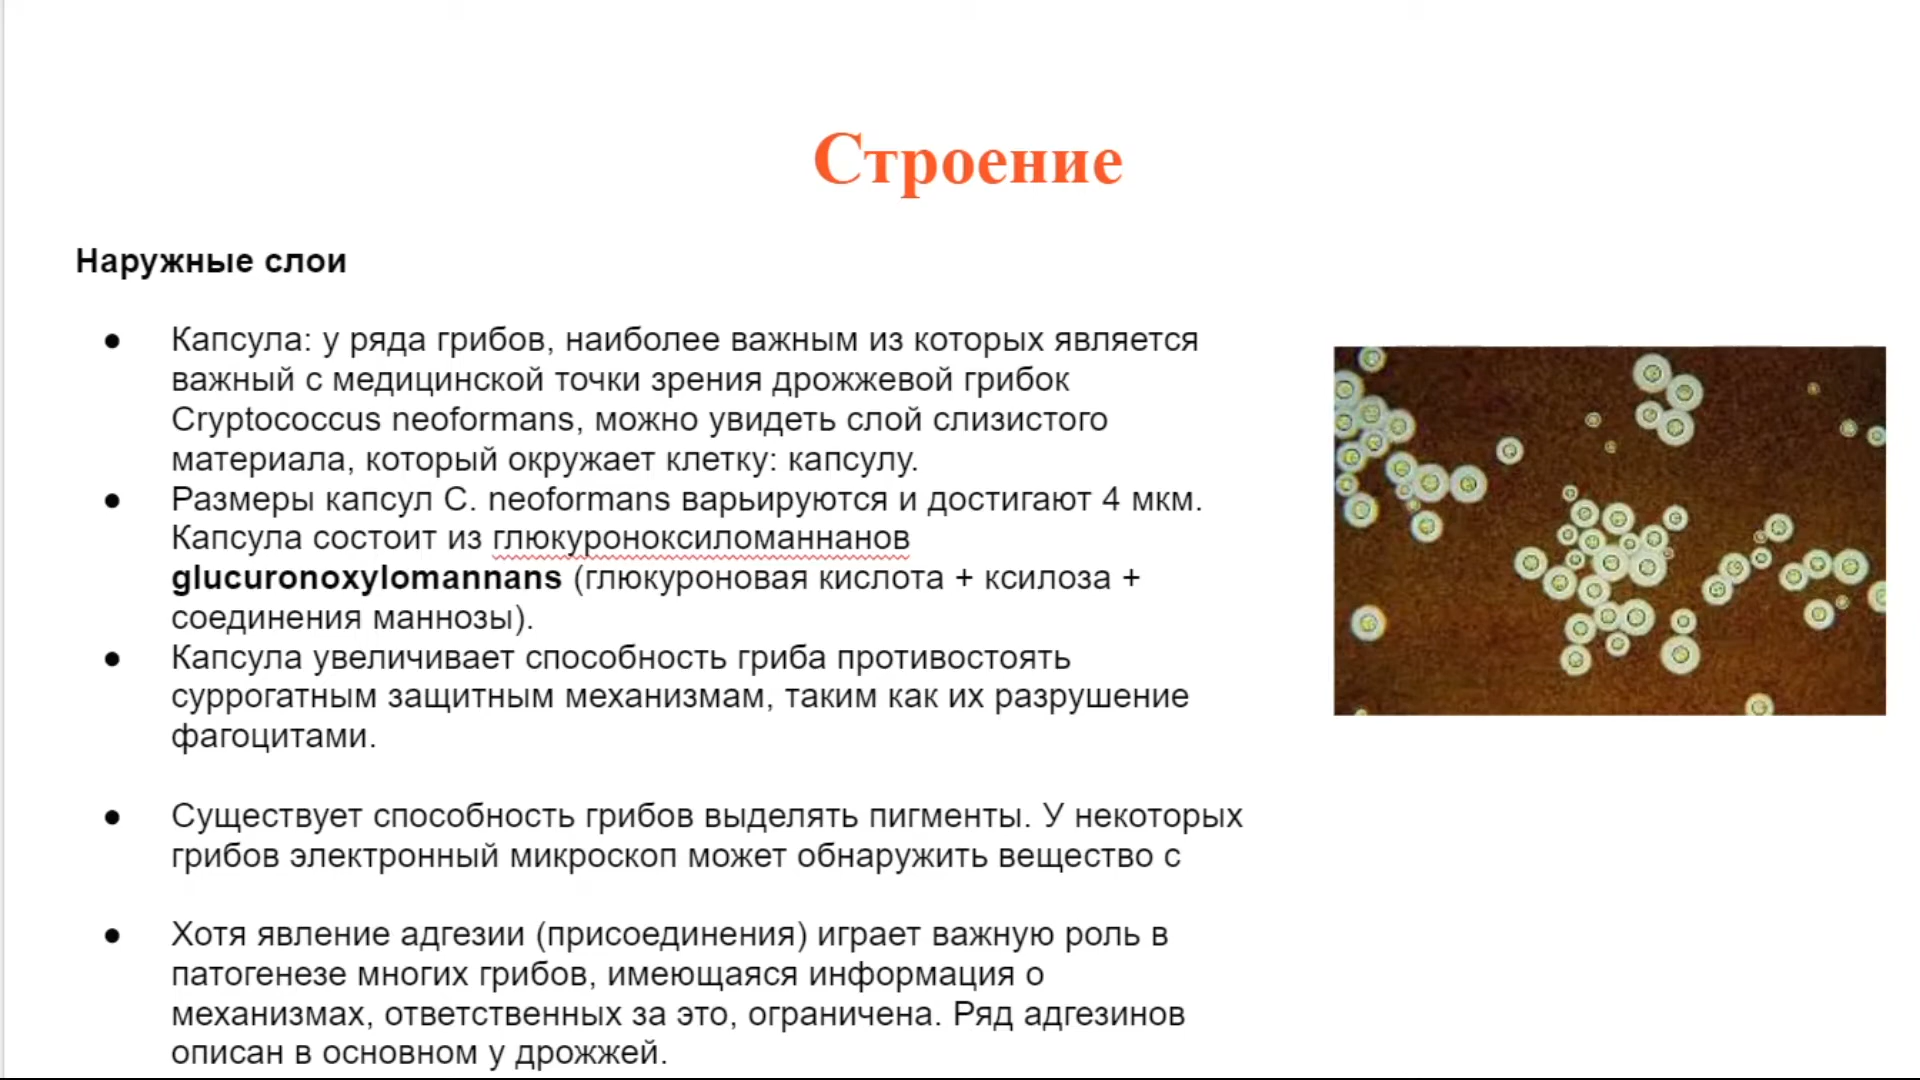 Строение
Наружные слои
● Капсула: у ряда грибов, наиболее важным из которых является
важный с медицинской точки зрения дрожжевой грибок
Cryptococcus neoformans, можно увидеть слой слизистого
материала, который окружает клетку: капсулу.
● Размеры капсул C. neoformans варьируются и достигают 4 мкм.
Капсула состоит из глюкуроноксиломаннанов
glucuronoxylomannans (глюкуроновая кислота + ксилоза +
соединения маннозы).
● Капсула увеличивает способность гриба противостоять
суррогатным защитным механизмам, таким как их разрушение
фагоцитами.
● Существует способность грибов выделять пигменты. У некоторых
грибов электронный микроскоп может обнаружить вещество с
● Хотя явление адгезии (присоединения) играет важную роль в
патогенезе многих грибов, имеющаяся информация о
механизмах, ответственных за это, ограничена. Ряд адгезинов
описан в основном у дрожжей.